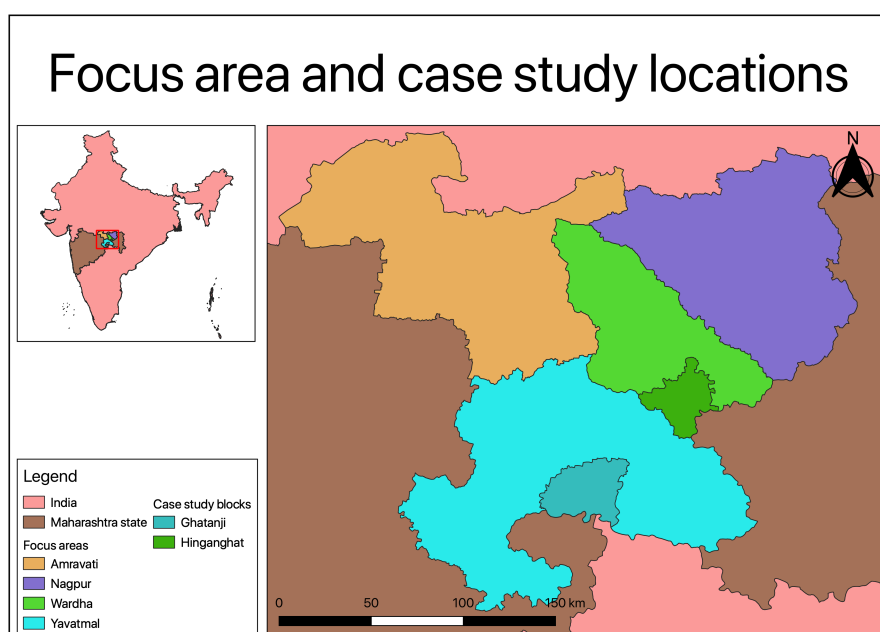 Focus area and case study locations
N
Legend
India
Maharashtra state
Focus areas
Amravati
Nagpur
Wardha
Yavatmal
Case study blocks
Ghatanji
Hinganghat
0 50 100 150 km